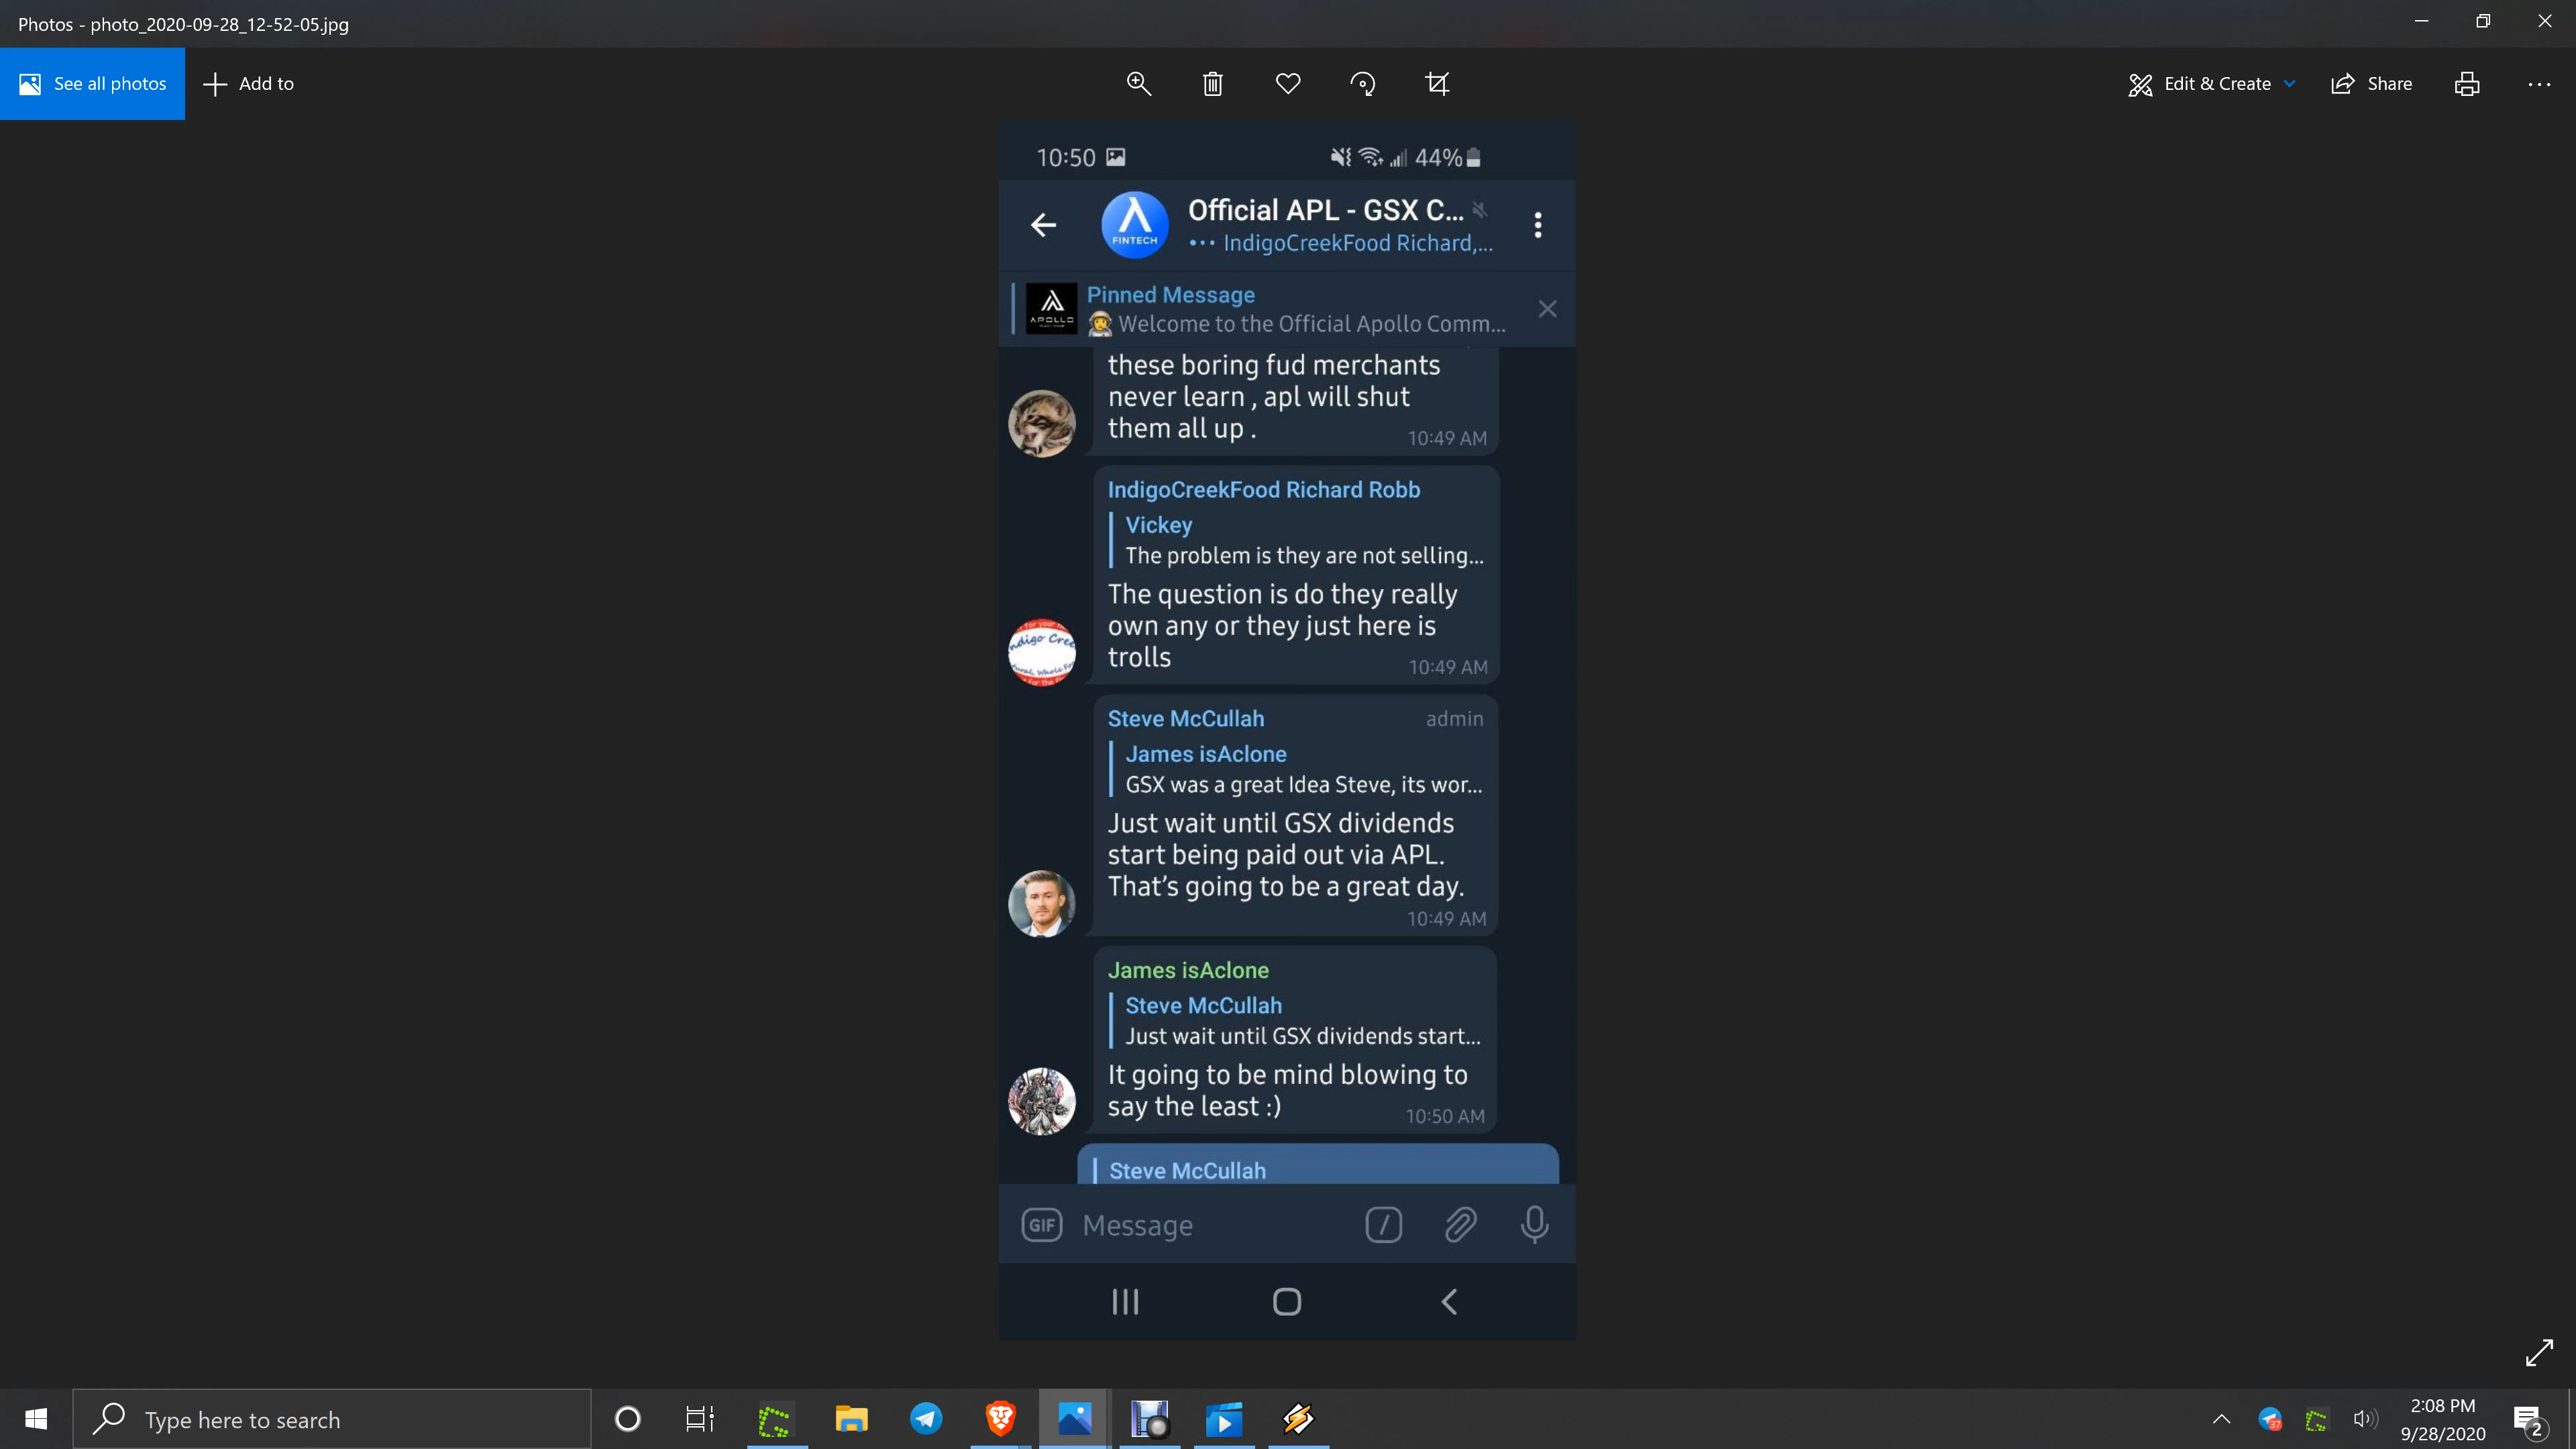 Photos - photo_2020-09-28_12-52-05.jpg
See all photos
Add to
Edit & Create
Share
10:50
44%
FINTECH
Official APL - GSX C...
IndigoCreekFood Richard,...
APOLLO
Pinned Message
Welcome to the Official Apollo Comm...
these boring fud merchants
never learn , apl will shut
them all up .
10:49 AM
IndigoCreekFood Richard Robb
Vickey
The problem is they are not selling...
The question is do they really
own any or they just here is
trolls
10:49 AM
Steve McCullah
admin
James isAclone
GSX was a great Idea Steve, its wor...
Just wait until GSX dividends
start being paid out via APL.
That's going to be a great day.
10:49 AM
James isAclone
Steve McCullah
Just wait until GSX dividends start...
It going to be mind blowing to
say the least :)
10:50 AM
Steve McCullah
GIF
Message
Type here to search
37
2:08 PM
9/28/2020
2